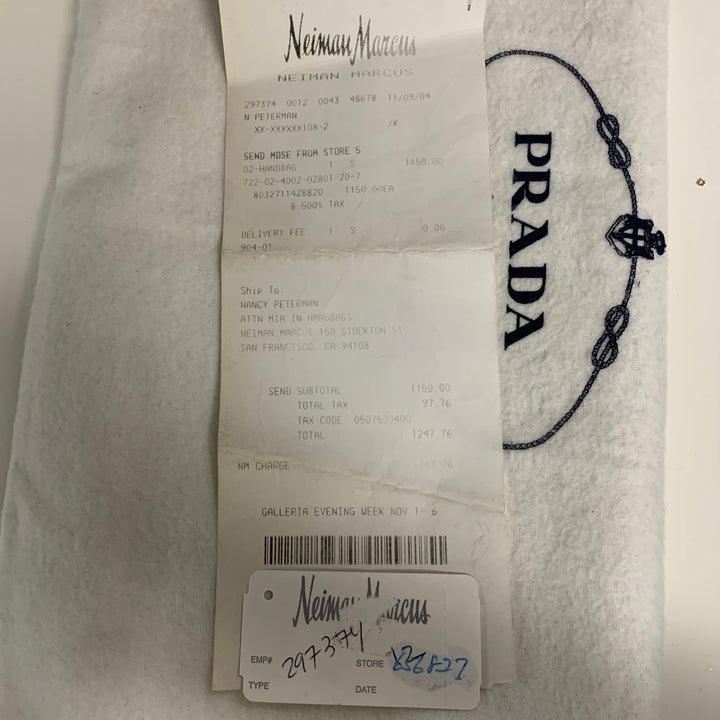 Neiman Marcus
NEIMAN MARCUS
297374 0012 0043 48678 11/09/04
N PETERMAN
XX-XXXXXX108-2 /K
SEND MDSE FROM STORE 5
02-HANDBAG 1 S 1150.00
722-02-4002-02801-20-7
8032711428820 1150.00EA
8.500% TAX
DELIVERY FEE 1 S 0.00
904-01
Ship To:
NANCY PETERMAN
ATTN MIA IN HANDBAGS
NEIMAN MARCUS 150 STOCKTON ST
SAN FRANCISCO, CA 94108
SEND SUBTOTAL 1150.00
TOTAL TAX 97.76
TAX CODE 0507530400
TOTAL 1247.76
NM CHARGE 1247.76
GALLERIA EVENING WEEK NOV 1- 6
Neiman Marcus
EMP# 297374 STORE
TYPE DATE
PRADA